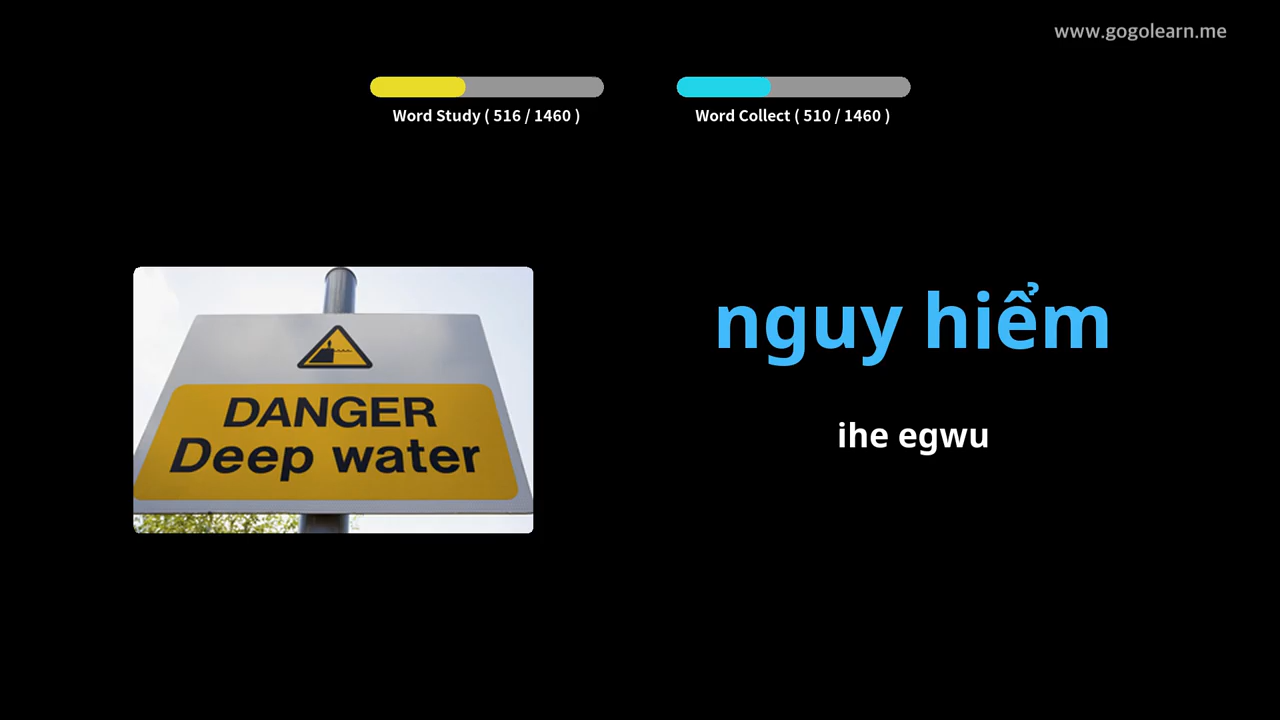 www.gogolearn.me
Word Study ( 516 / 1460 )
Word Collect ( 510 / 1460 )
DANGER
Deep water
nguy hiểm
ihe egwu